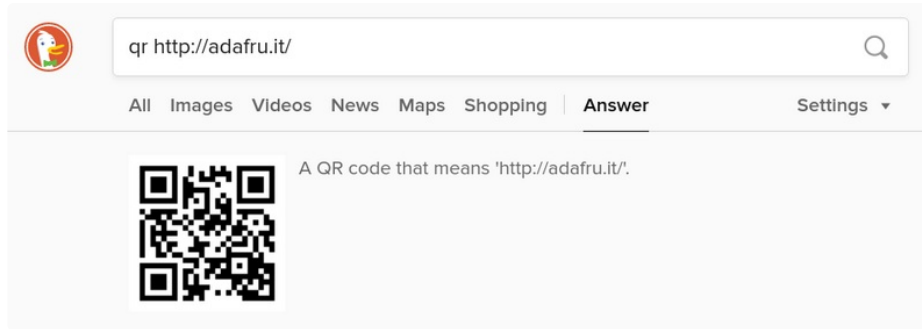 qr http://adafru.it/
All Images Videos News Maps Shopping Answer Settings
A QR code that means 'http://adafru.it/'.